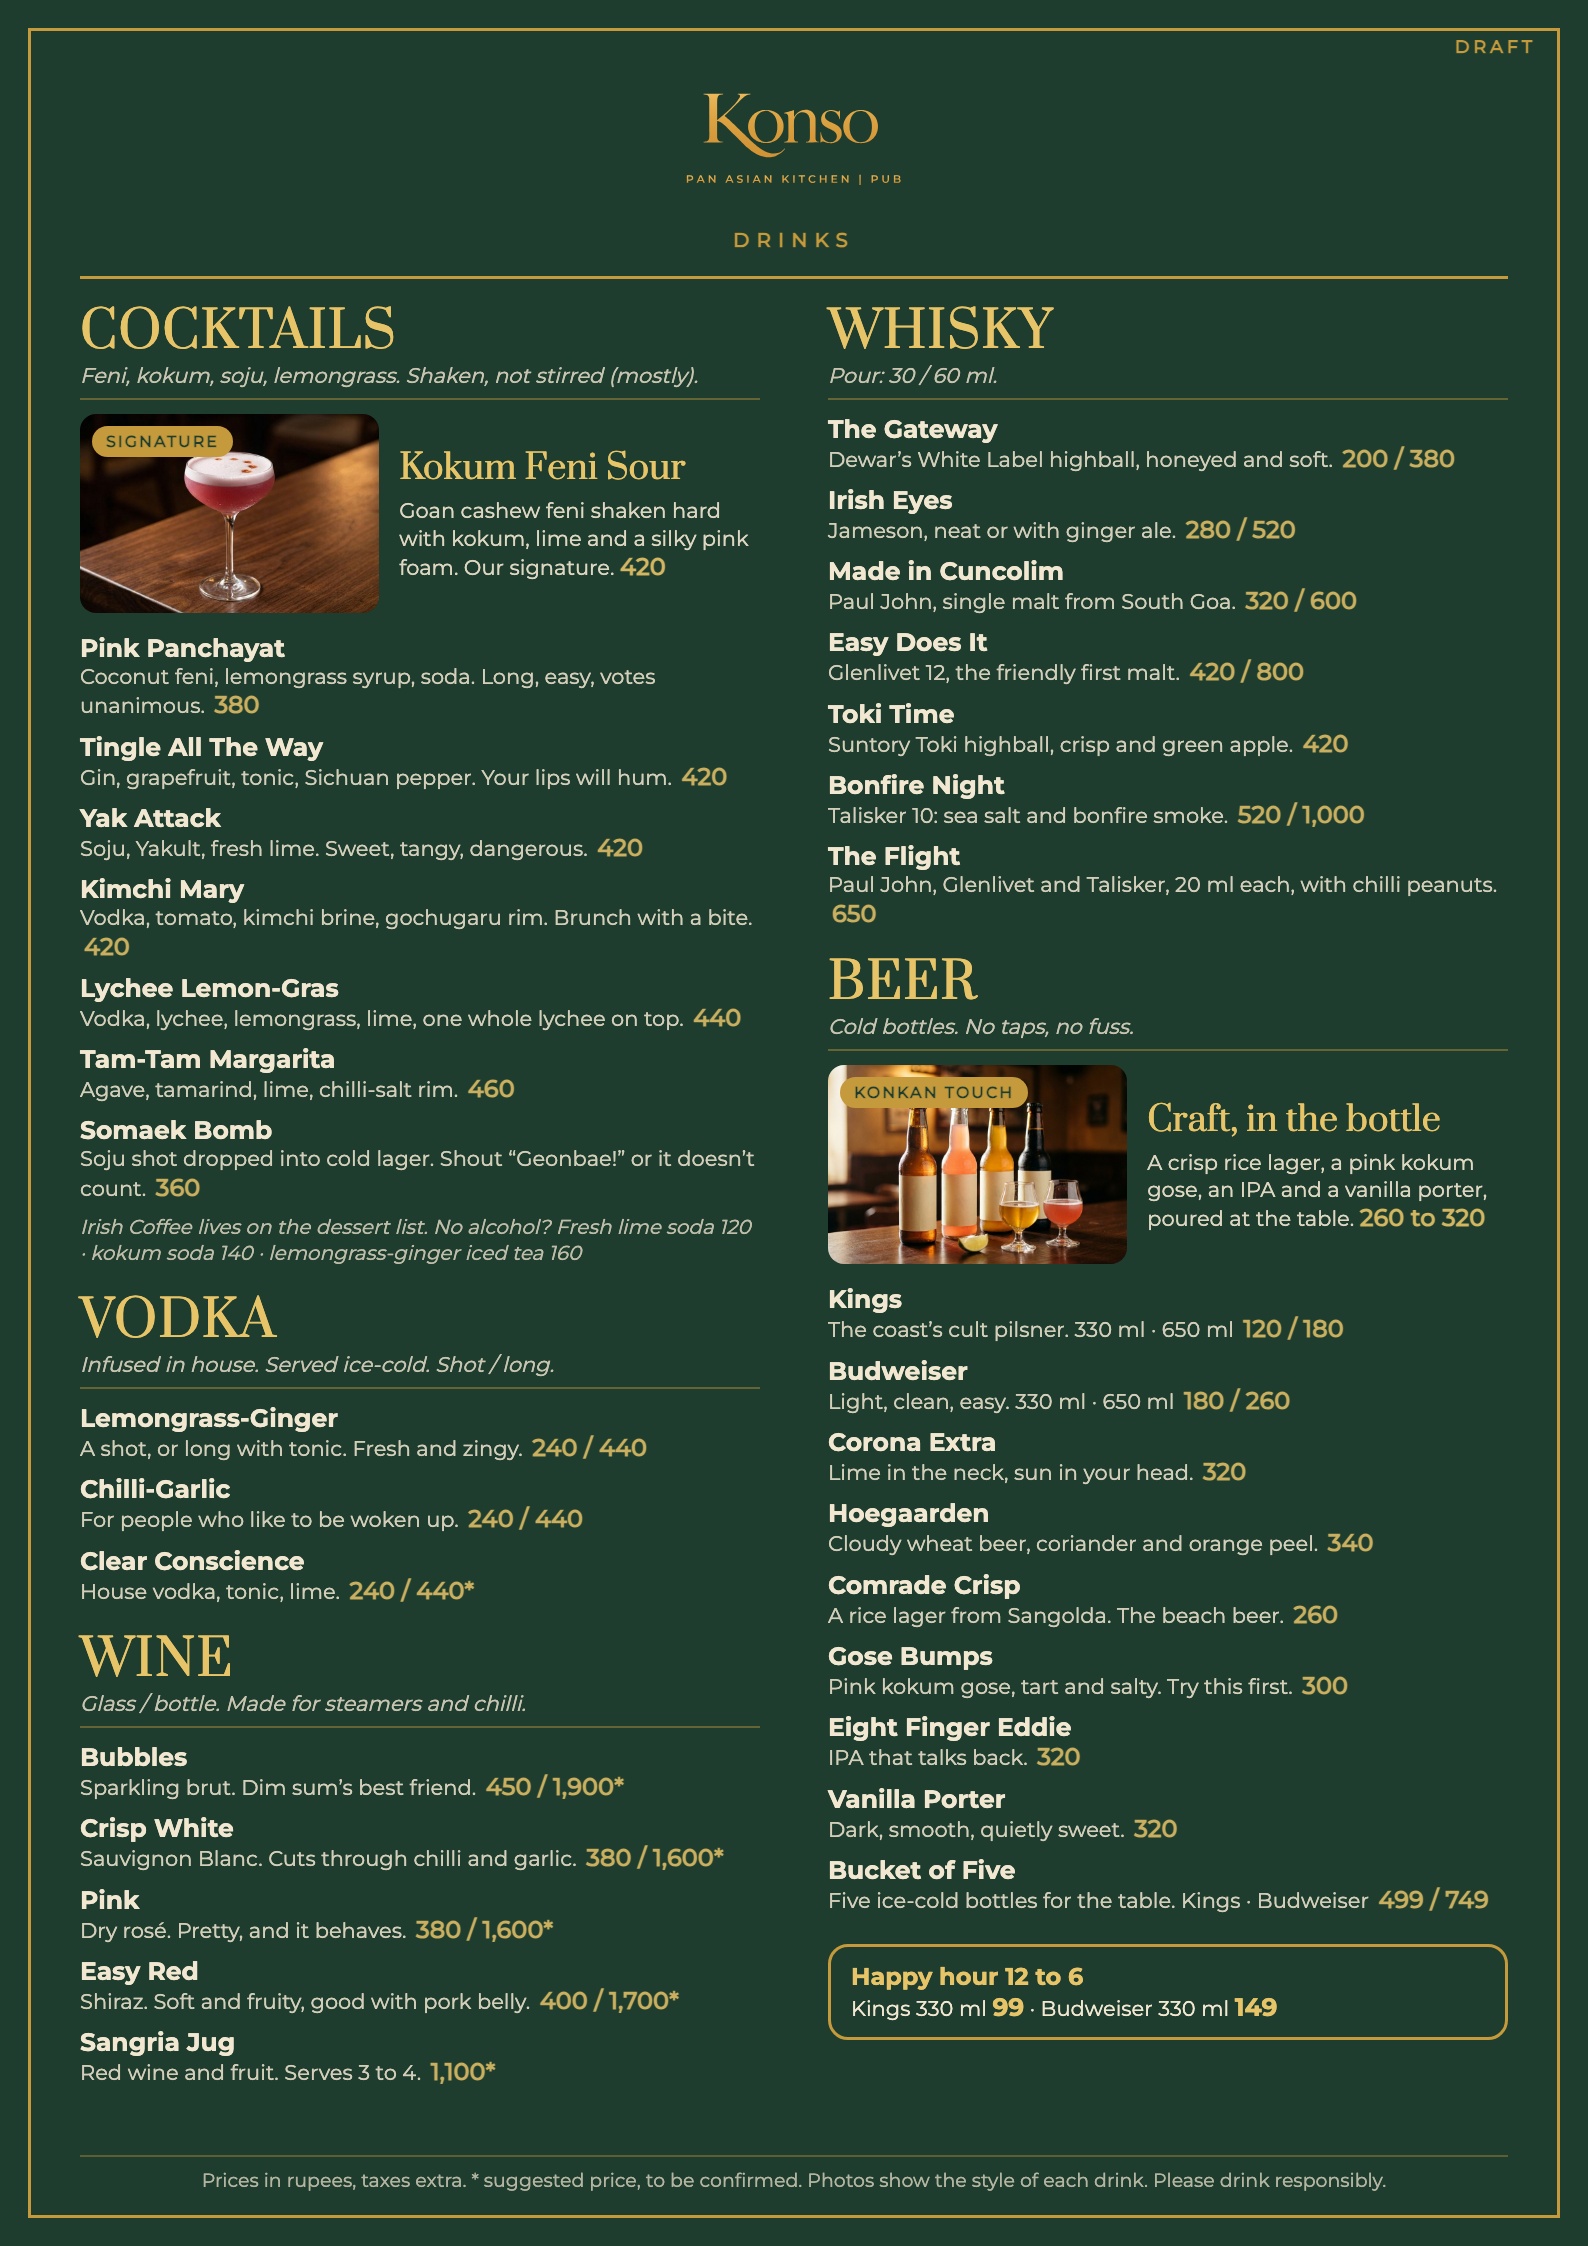 DRAFT
Konso
PAN ASIAN KITCHEN | PUB
DRINKS
COCKTAILS
Feni, kokum, soju, lemongrass. Shaken, not stirred (mostly).
SIGNATURE
Kokum Feni Sour
Goan cashew feni shaken hard
with kokum, lime and a silky pink
foam. Our signature. 420
Pink Panchayat
Coconut feni, lemongrass syrup, soda. Long, easy, votes
unanimous. 380
Tingle All The Way
Gin, grapefruit, tonic, Sichuan pepper. Your lips will hum. 420
Yak Attack
Soju, Yakult, fresh lime. Sweet, tangy, dangerous. 420
Kimchi Mary
Vodka, tomato, kimchi brine, gochugaru rim. Brunch with a bite.
420
Lychee Lemon-Gras
Vodka, lychee, lemongrass, lime, one whole lychee on top. 440
Tam-Tam Margarita
Agave, tamarind, lime, chilli-salt rim. 460
Somaek Bomb
Soju shot dropped into cold lager. Shout “Geonbae!” or it doesn’t
count. 360
Irish Coffee lives on the dessert list. No alcohol? Fresh lime soda 120
· kokum soda 140 · lemongrass-ginger iced tea 160
VODKA
Infused in house. Served ice-cold. Shot / long.
Lemongrass-Ginger
A shot, or long with tonic. Fresh and zingy. 240 / 440
Chilli-Garlic
For people who like to be woken up. 240 / 440
Clear Conscience
House vodka, tonic, lime. 240 / 440*
WINE
Glass / bottle. Made for steamers and chilli.
Bubbles
Sparkling brut. Dim sum’s best friend. 450 / 1,900*
Crisp White
Sauvignon Blanc. Cuts through chilli and garlic. 380 / 1,600*
Pink
Dry rosé. Pretty, and it behaves. 380 / 1,600*
Easy Red
Shiraz. Soft and fruity, good with pork belly. 400 / 1,700*
Sangria Jug
Red wine and fruit. Serves 3 to 4. 1,100*
WHISKY
Pour: 30 / 60 ml.
The Gateway
Dewar’s White Label highball, honeyed and soft. 200 / 380
Irish Eyes
Jameson, neat or with ginger ale. 280 / 520
Made in Cuncolim
Paul John, single malt from South Goa. 320 / 600
Easy Does It
Glenlivet 12, the friendly first malt. 420 / 800
Toki Time
Suntory Toki highball, crisp and green apple. 420
Bonfire Night
Talisker 10: sea salt and bonfire smoke. 520 / 1,000
The Flight
Paul John, Glenlivet and Talisker, 20 ml each, with chilli peanuts.
650
BEER
Cold bottles. No taps, no fuss.
KONKAN TOUCH
Craft, in the bottle
A crisp rice lager, a pink kokum
gose, an IPA and a vanilla porter,
poured at the table. 260 to 320
Kings
The coast’s cult pilsner. 330 ml · 650 ml 120 / 180
Budweiser
Light, clean, easy. 330 ml · 650 ml 180 / 260
Corona Extra
Lime in the neck, sun in your head. 320
Hoegaarden
Cloudy wheat beer, coriander and orange peel. 340
Comrade Crisp
A rice lager from Sangolda. The beach beer. 260
Gose Bumps
Pink kokum gose, tart and salty. Try this first. 300
Eight Finger Eddie
IPA that talks back. 320
Vanilla Porter
Dark, smooth, quietly sweet. 320
Bucket of Five
Five ice-cold bottles for the table. Kings · Budweiser 499 / 749
Happy hour 12 to 6
Kings 330 ml 99 · Budweiser 330 ml 149
Prices in rupees, taxes extra. * suggested price, to be confirmed. Photos show the style of each drink. Please drink responsibly.